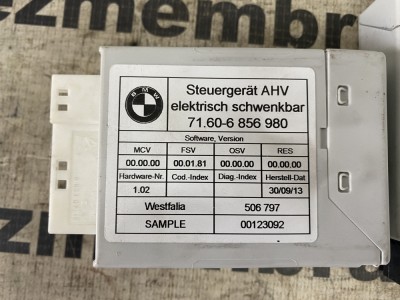 ezmembra
BMW
Steuergerät AHV
elektrisch schwenkbar
71.60-6 856 980
Software, Version
MCV FSV OSV RES
00.00.00 00.01.81 00.00.00 00.00.00
Hardware-Nr. Cod.-Index Diag.-Index Herstell-Dat
1.02 30/09/13
Westfalia 506 797
SAMPLE 00123092
ezmembra